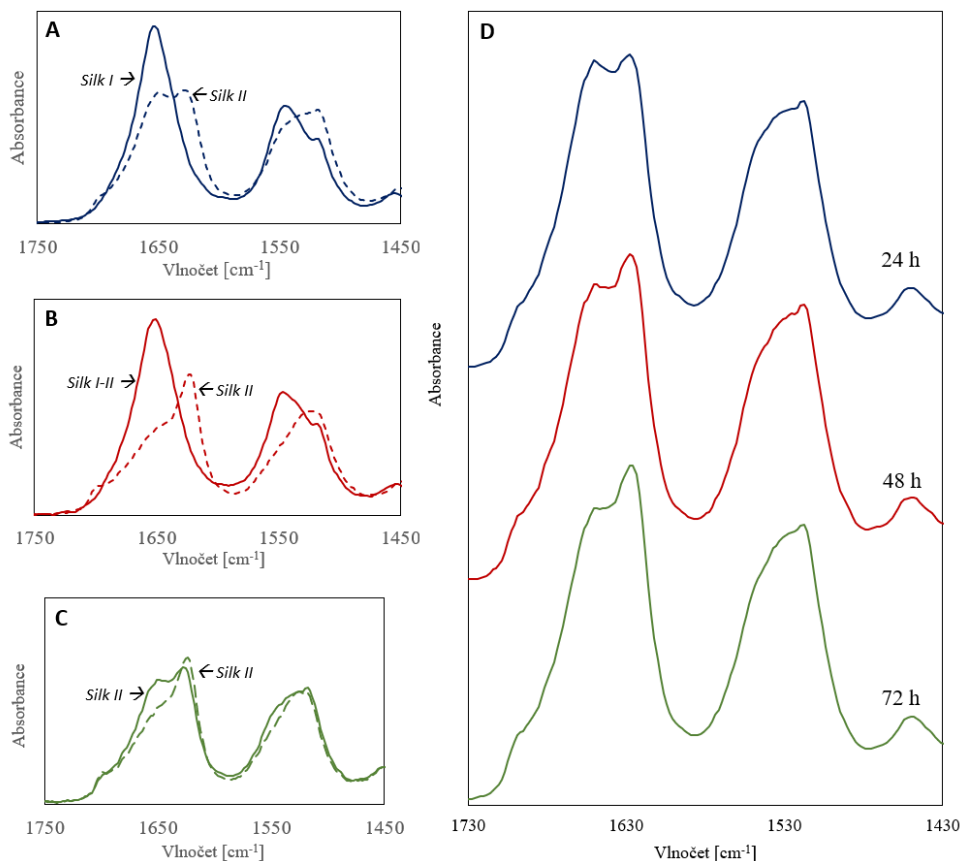 A
Silk I →
← Silk II
Absorbance
1750 1650 1550 1450
Vlnočet [cm-1]
B
Silk I-II →
← Silk II
Absorbance
1750 1650 1550 1450
Vlnočet [cm-1]
C
Silk II →
← Silk II
Absorbance
1750 1650 1550 1450
Vlnočet [cm-1]
D
24 h
48 h
72 h
Absorbance
1730 1630 1530 1430
Vlnočet [cm-1]